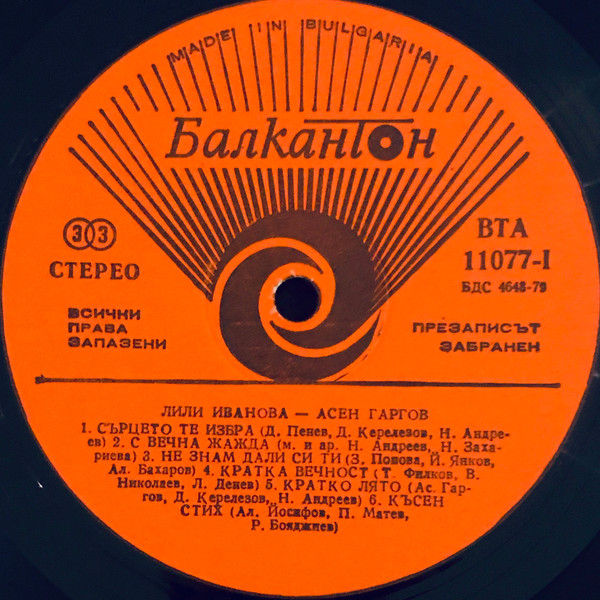 MADE IN BULGARIA
Балкантон
33
СТЕРЕО
ВТА
11077-I
БДС 4648-79
ВСИЧКИ
ПРАВА
ЗАПАЗЕНИ
ПРЕЗАПИСЪТ
ЗАБРАНЕН
ЛИЛИ ИВАНОВА — АСЕН ГАРГОВ
1. СЪРЦЕТО ТЕ ИЗБРА (Д. Пенев, Д. Керелезов, Н. Андре-
ев) 2. С ВЕЧНА ЖАЖДА (м. и ар. Н. Андреев, Н. Заха-
риева) 3. НЕ ЗНАМ ДАЛИ СИ ТИ (З. Попова, Й. Янков,
Ал. Бахаров) 4. КРАТКА ВЕЧНОСТ (Т. Филков, В.
Николаев, Л. Денев) 5. КРАТКО ЛЯТО (Ас. Гар-
гов, Д. Керелезов, Н. Андреев) 6. КЪСЕН
СТИХ (Ал. Йосифов, П. Матев,
Р. Бояджиев)